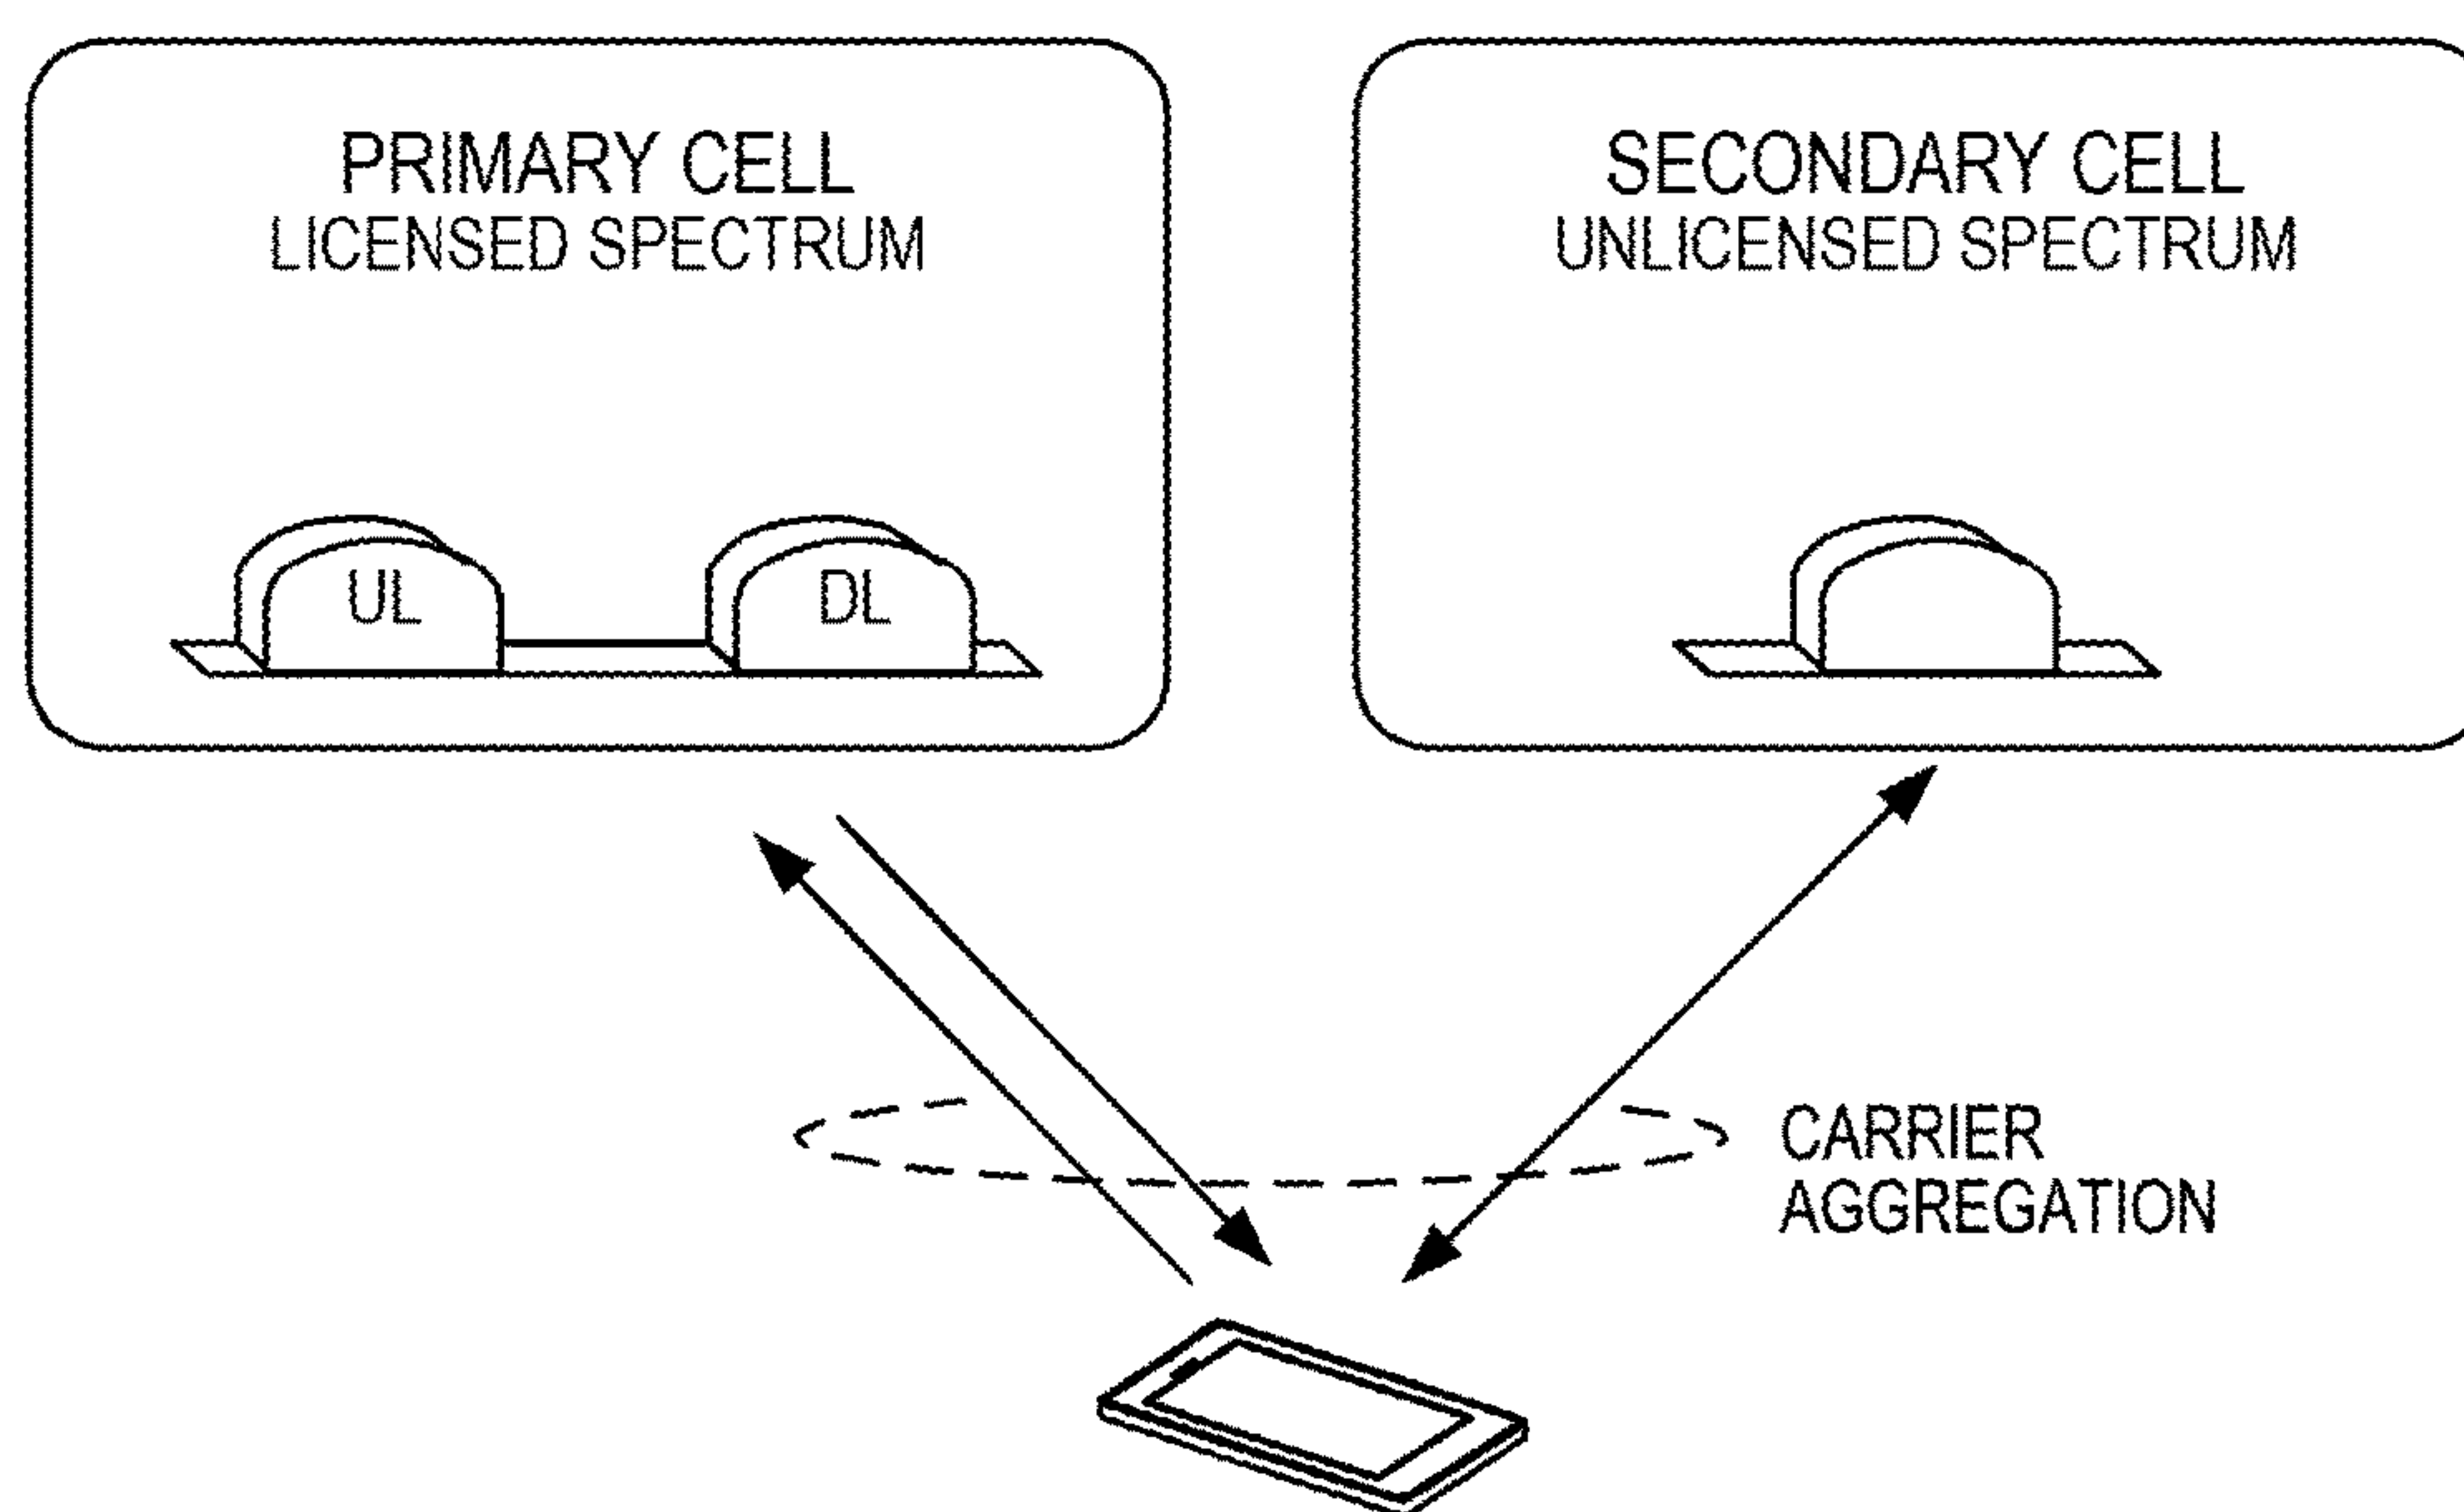 PRIMARY CELL
LICENSED SPECTRUM
UL
DL
SECONDARY CELL
UNLICENSED SPECTRUM
CARRIER
AGGREGATION